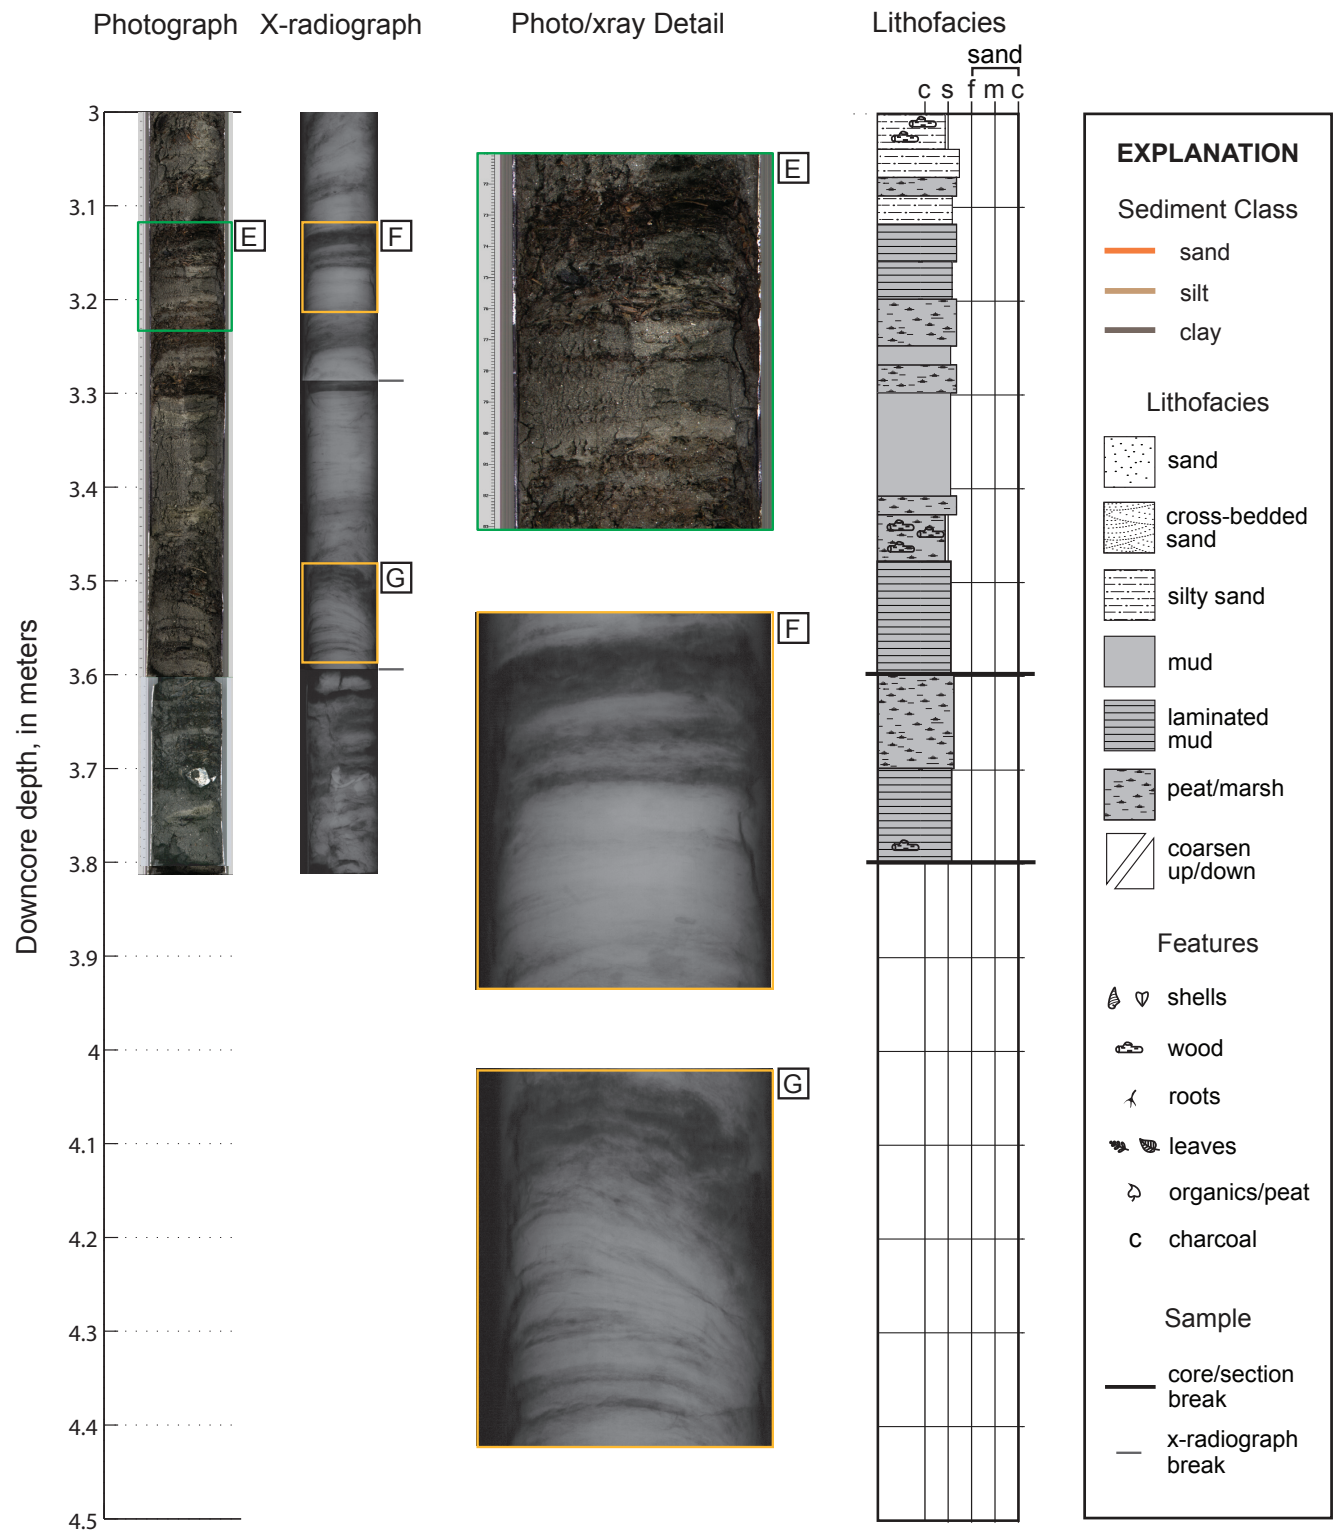 Photograph X-radiograph Photo/xray Detail Lithofacies
sand
c s f m c
Downcore depth, in meters
3
3.1
3.2
3.3
3.4
3.5
3.6
3.7
3.8
3.9
4
4.1
4.2
4.3
4.4
4.5
E
F
G
E
F
G
EXPLANATION
Sediment Class
sand
silt
clay
Lithofacies
sand
cross-bedded
sand
silty sand
mud
laminated
mud
peat/marsh
coarsen
up/down
Features
shells
wood
roots
leaves
organics/peat
c charcoal
Sample
core/section
break
x-radiograph
break